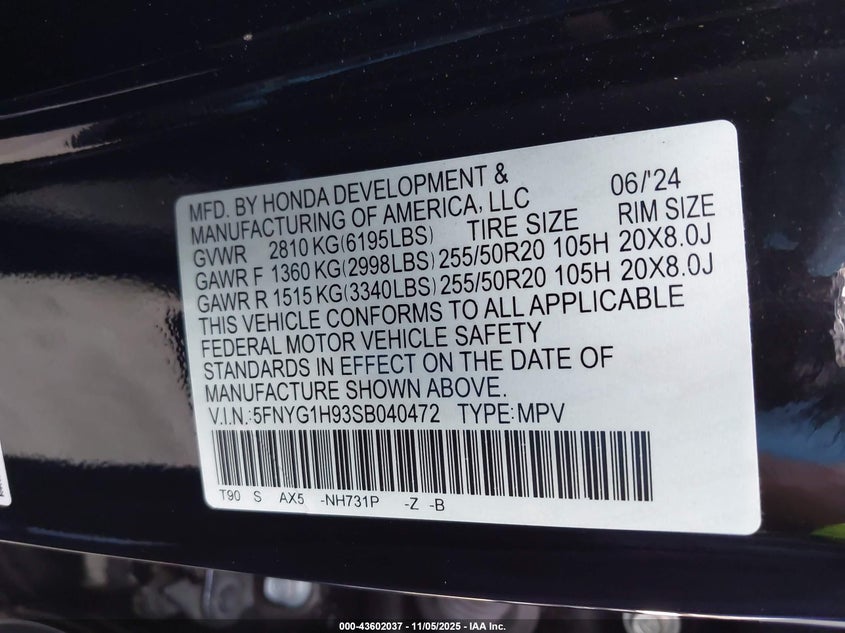 MFD. BY HONDA DEVELOPMENT &
MANUFACTURING OF AMERICA, LLC 06/'24
GVWR 2810 KG(6195LBS) TIRE SIZE RIM SIZE
GAWR F 1360 KG(2998LBS) 255/50R20 105H 20X8.0J
GAWR R 1515 KG(3340LBS) 255/50R20 105H 20X8.0J
THIS VEHICLE CONFORMS TO ALL APPLICABLE
FEDERAL MOTOR VEHICLE SAFETY
STANDARDS IN EFFECT ON THE DATE OF
MANUFACTURE SHOWN ABOVE.
V.I.N.:5FNYG1H93SB040472 TYPE:MPV
T90 S AX5 -NH731P -Z -B
000-43602037 - 11/05/2025 - IAA Inc.